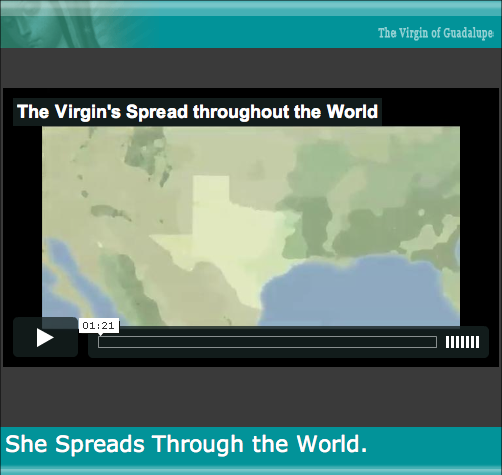 The Virgin of Guadalupe
The Virgin's Spread throughout the World
01:21
She Spreads Through the World.